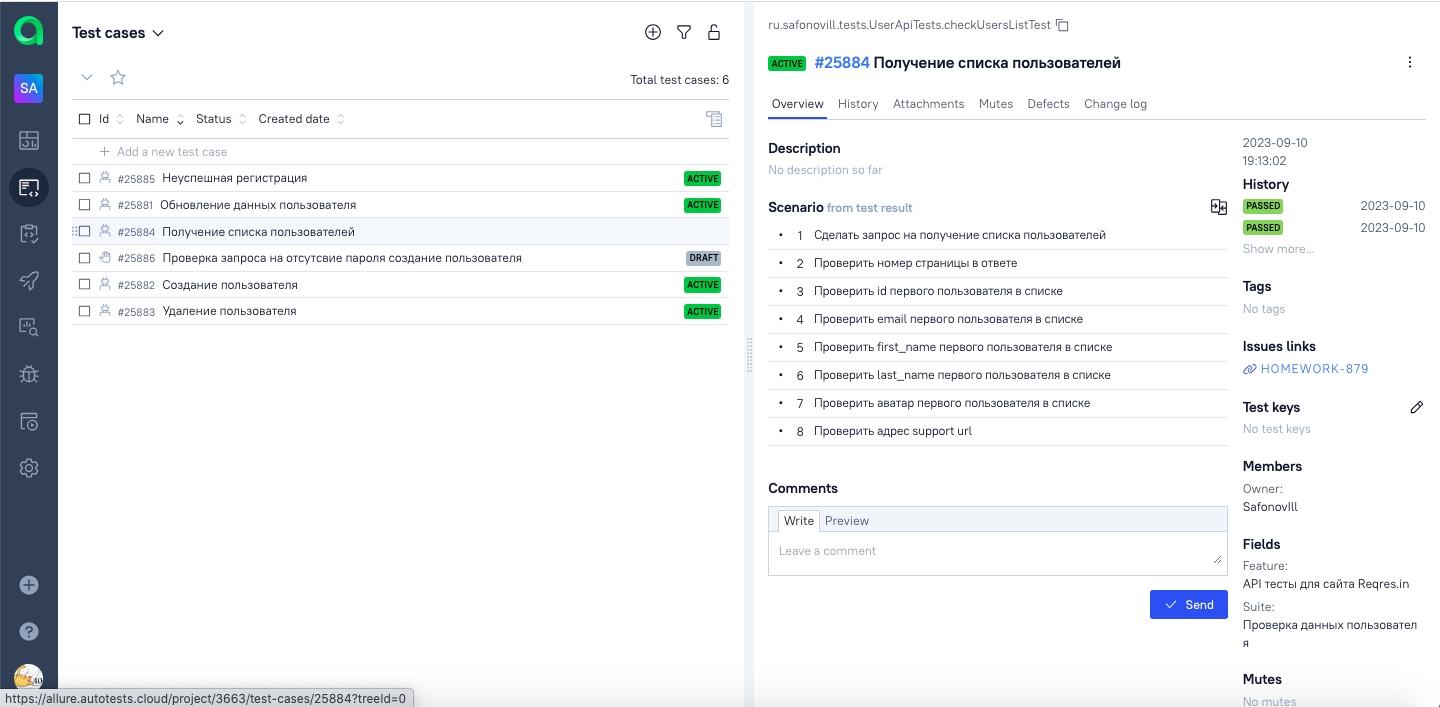 Test cases
SA
Total test cases: 6
Id Name Status Created date
Add a new test case
#25885 Неуспешная регистрация ACTIVE
#25881 Обновление данных пользователя ACTIVE
#25884 Получение списка пользователей
#25886 Проверка запроса на отсутсвие пароля создание пользователя DRAFT
#25882 Создание пользователя ACTIVE
#25883 Удаление пользователя ACTIVE
https://allure.autotests.cloud/project/3663/test-cases/25884?treeId=0
ru.safonovill.tests.UserApiTests.checkUsersListTest
ACTIVE #25884 Получение списка пользователей
Overview History Attachments Mutes Defects Change log
Description
No description so far
Scenario from test result
• 1 Сделать запрос на получение списка пользователей
• 2 Проверить номер страницы в ответе
• 3 Проверить id первого пользователя в списке
• 4 Проверить email первого пользователя в списке
• 5 Проверить first_name первого пользователя в списке
• 6 Проверить last_name первого пользователя в списке
• 7 Проверить аватар первого пользователя в списке
• 8 Проверить адрес support url
Comments
Write Preview
Leave a comment
Send
2023-09-10
19:13:02
History
PASSED 2023-09-10
PASSED 2023-09-10
Show more...
Tags
No tags
Issues links
HOMEWORK-879
Test keys
No test keys
Members
Owner:
SafonovIll
Fields
Feature:
API тесты для сайта Reqres.in
Suite:
Проверка данных пользовател
я
Mutes
No mutes